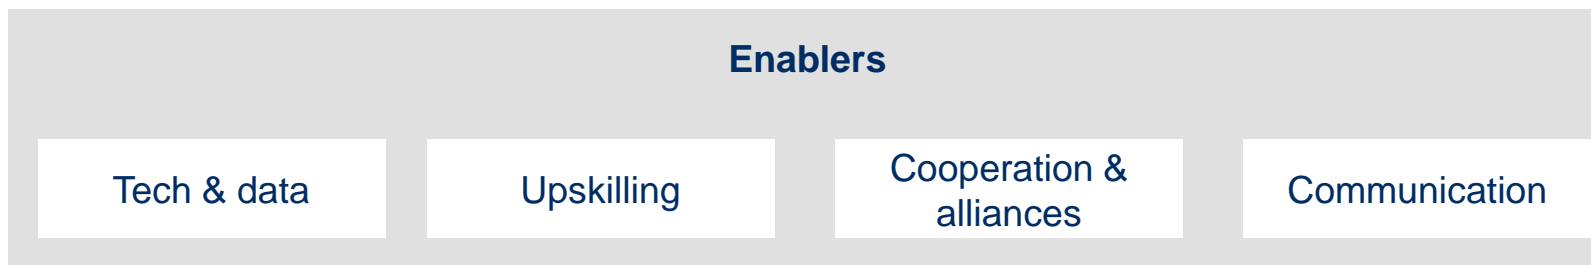 Enablers
Tech & data
Upskilling
Cooperation &
alliances
Communication